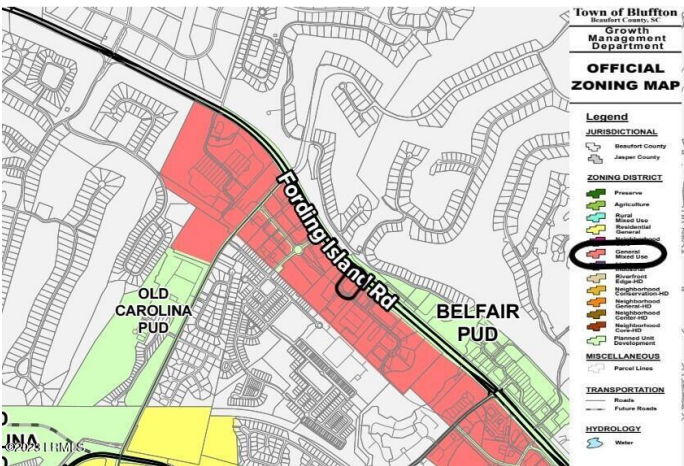 Town of Bluffton
Beaufort County, SC
Growth
Management
Department
OFFICIAL
ZONING MAP
Legend
JURISDICTIONAL
Beaufort County
Jasper County
ZONING DISTRICT
Preserve
Agriculture
Rural
Mixed Use
Residential
General
General
Mixed Use
Riverfront
Edge-HD
Neighborhood
Conservation-HD
Neighborhood
General-HD
Neighborhood
Center-HD
Neighborhood
Core-HD
Planned Unit
Development
MISCELLANEOUS
Parcel Lines
TRANSPORTATION
Roads
Future Roads
HYDROLOGY
Water
Fording Island Rd
OLD
CAROLINA
PUD
BELFAIR
PUD
©2023 LRMLS